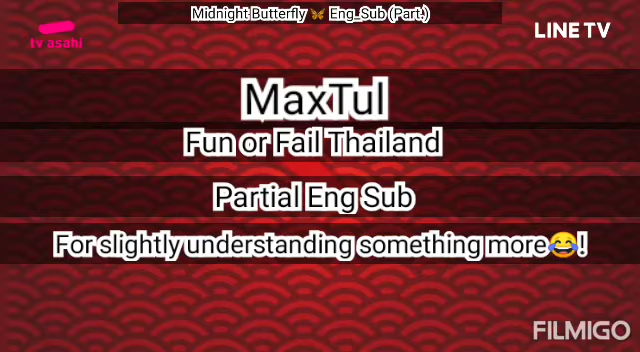 Midnight Butterfly 🦋 Eng_Sub (Part.)
tv asahi
LINE TV
MaxTul
Fun or Fail Thailand
Partial Eng Sub
For slightly understanding something more😂!
FILMIGO